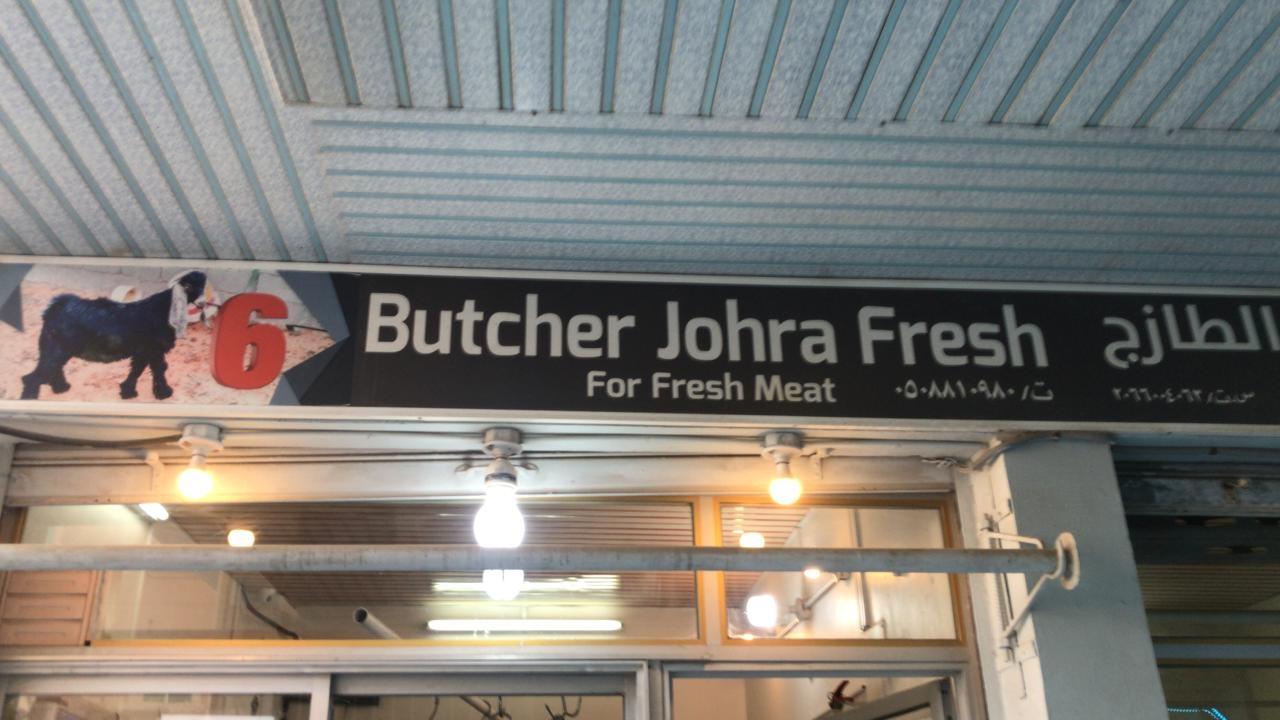 6
Butcher Johra Fresh
الطازج
For Fresh Meat
ت/ ٠٥٠٨٨١٠٩٨٠